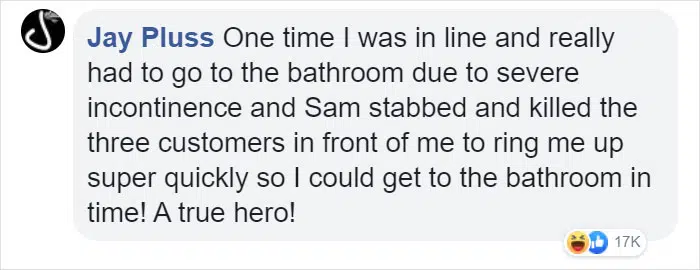 Jay Pluss One time I was in line and really
had to go to the bathroom due to severe
incontinence and Sam stabbed and killed the
three customers in front of me to ring me up
super quickly so I could get to the bathroom in
time! A true hero!
17K